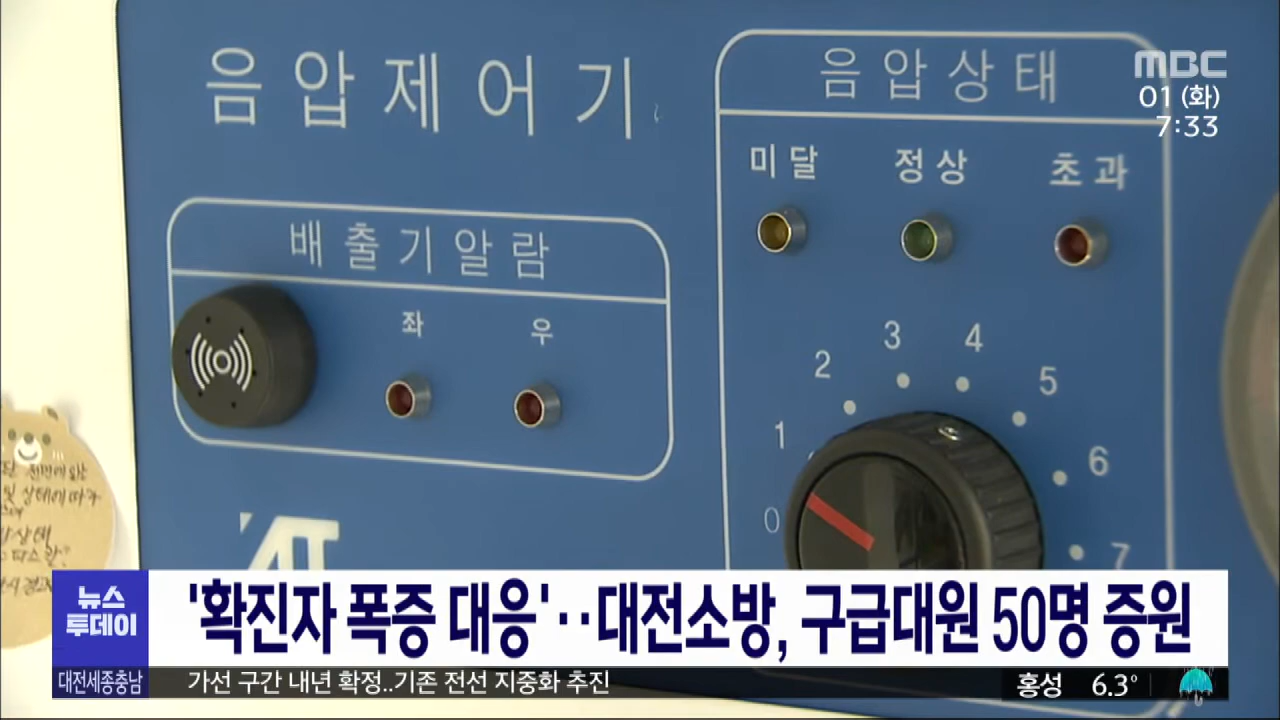 음압제어기
음압상태
MBC
01 (화)
7:33
미달 정상 초과
배출기알람
좌 우
0 1 2 3 4 5 6 7
뉴스
투데이
'확진자 폭증 대응'··대전소방, 구급대원 50명 증원
대전세종충남
가선 구간 내년 확정..기존 전선 지중화 추진
홍성 6.3°